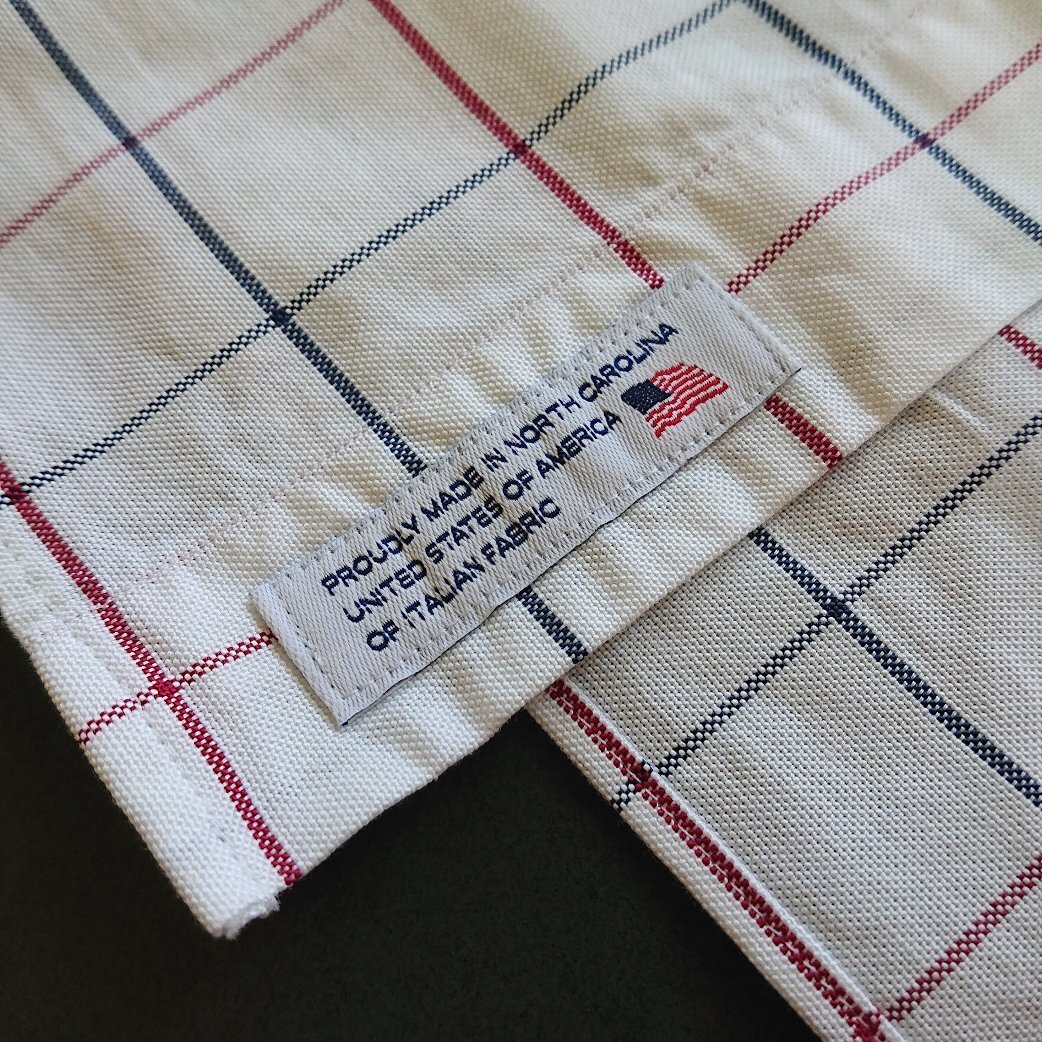 PROUDLY MADE IN NORTH CAROLINA
UNITED STATES OF AMERICA
OF ITALIAN FABRIC